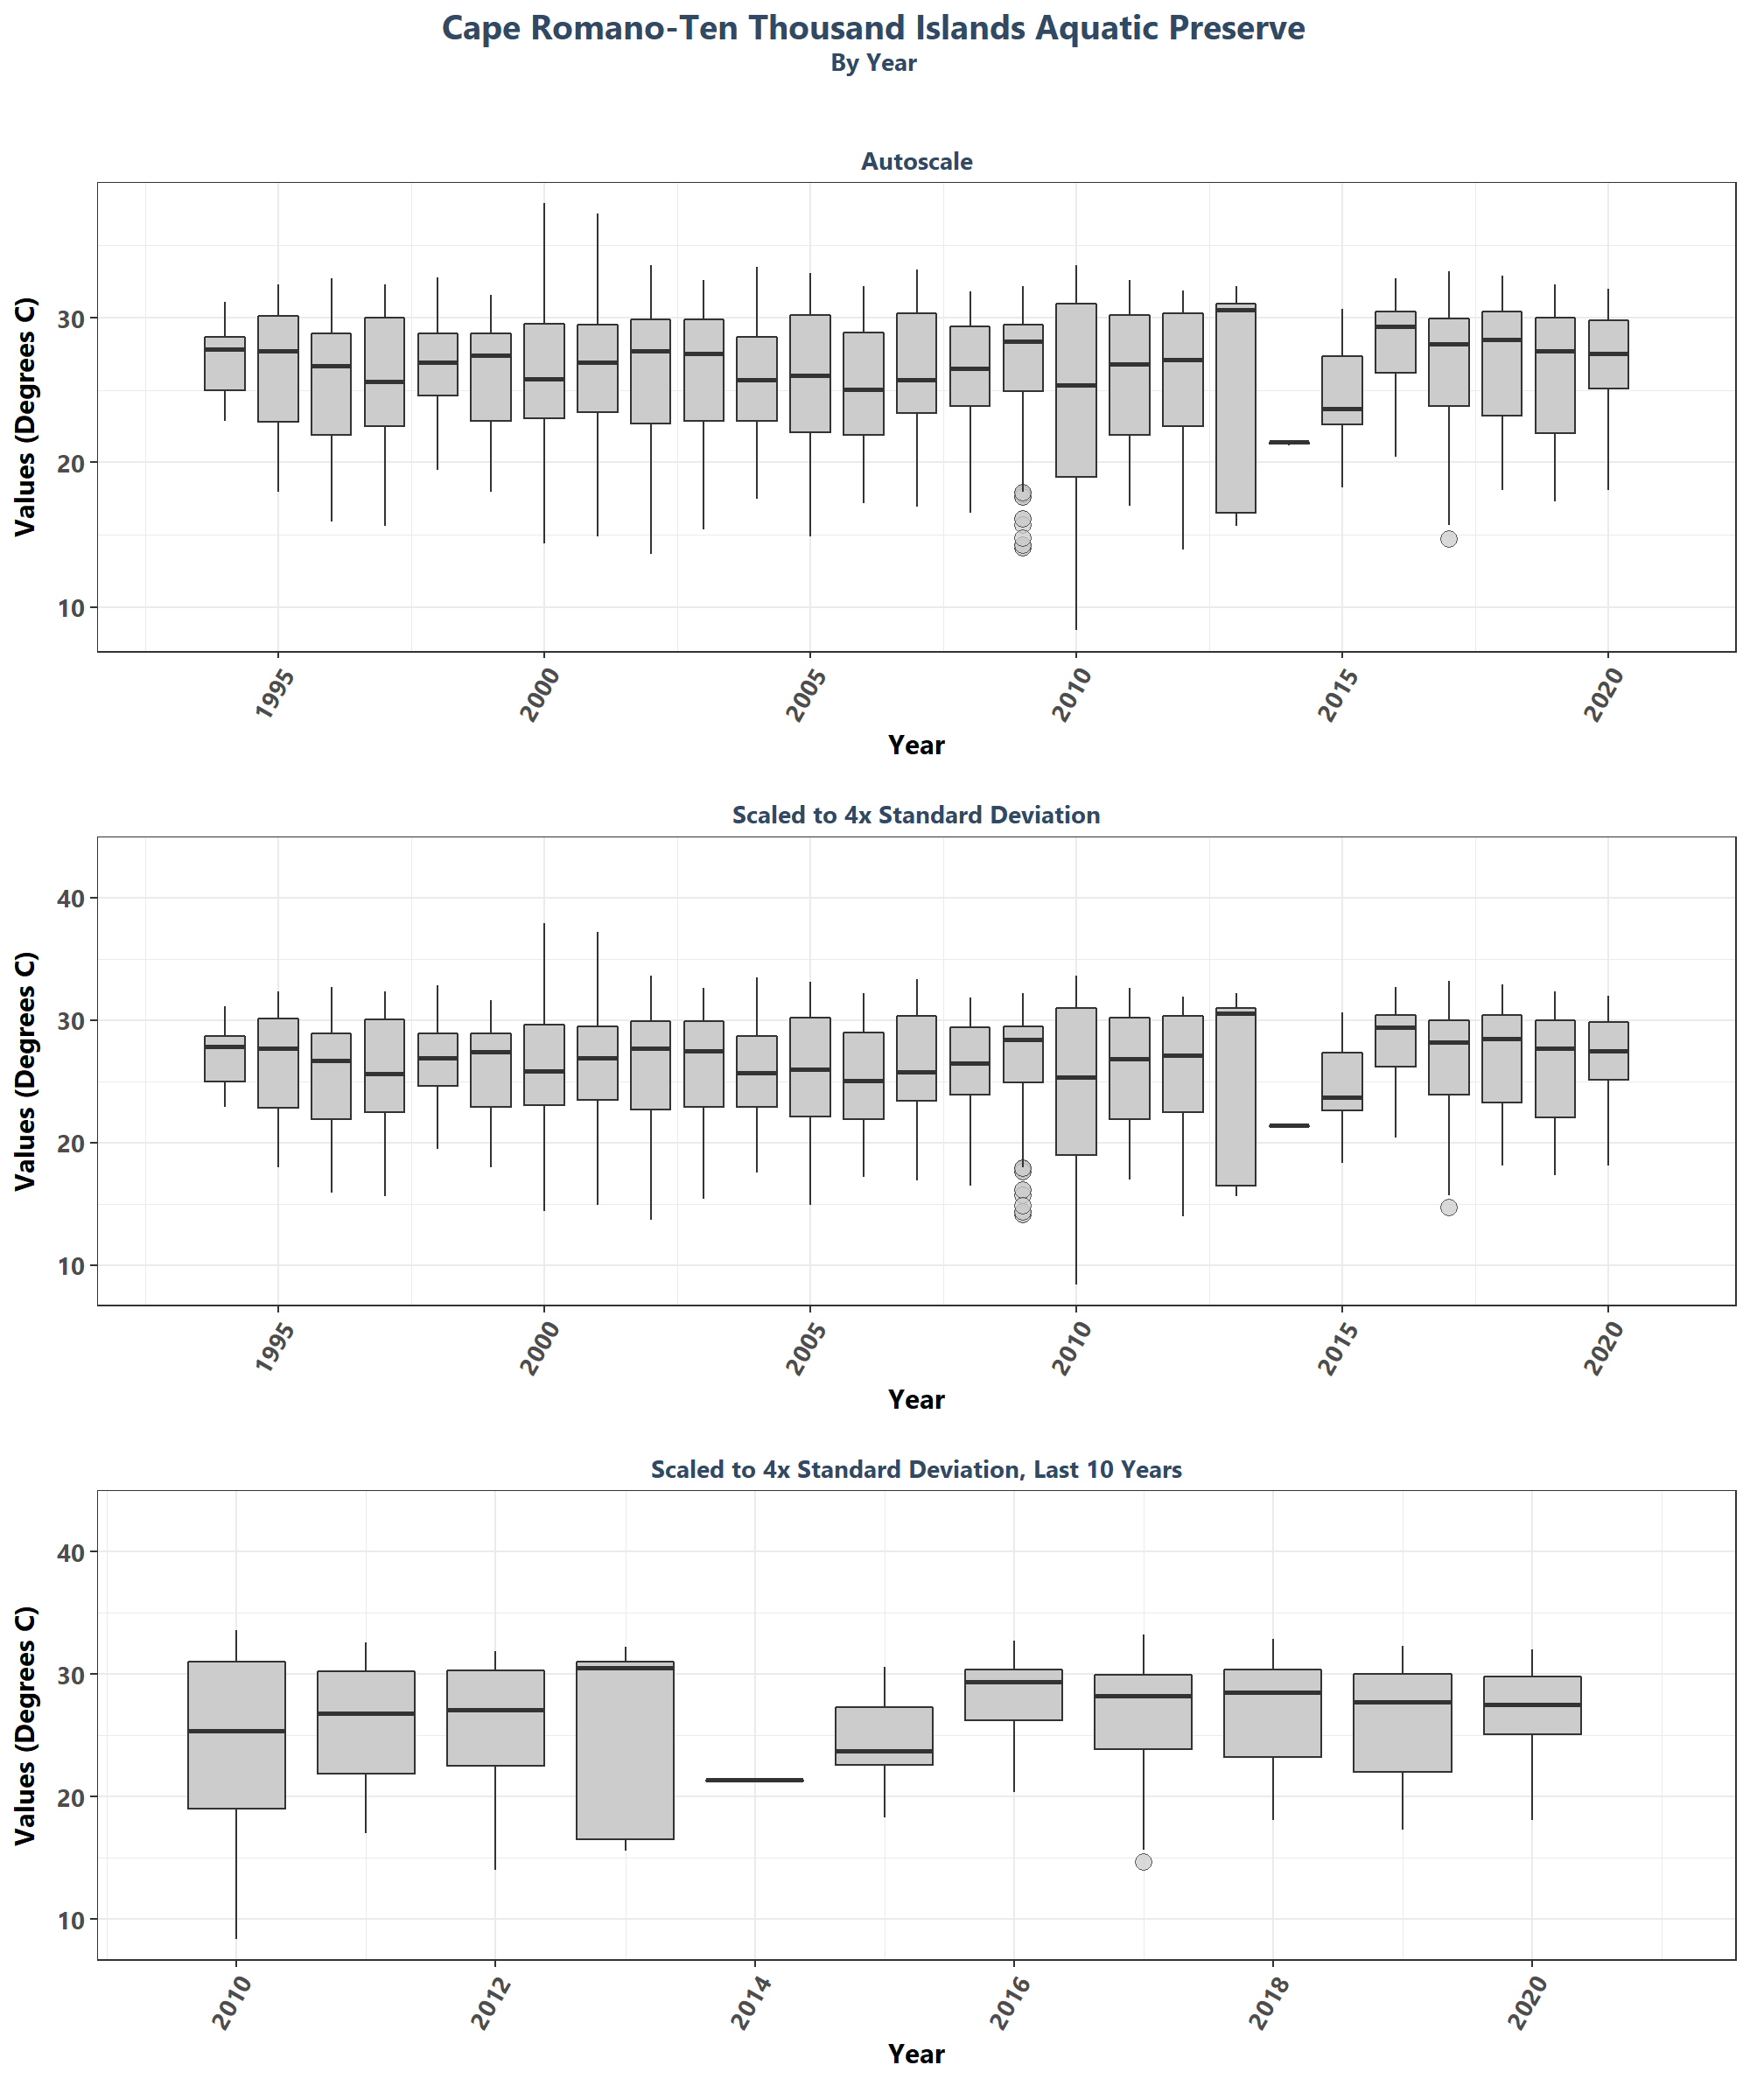 Cape Romano-Ten Thousand Islands Aquatic Preserve
By Year
Autoscale
Values (Degrees C)
30
20
10
1995 2000 2005 2010 2015 2020
Year
Scaled to 4x Standard Deviation
Values (Degrees C)
40
30
20
10
1995 2000 2005 2010 2015 2020
Year
Scaled to 4x Standard Deviation, Last 10 Years
Values (Degrees C)
40
30
20
10
2010 2012 2014 2016 2018 2020
Year